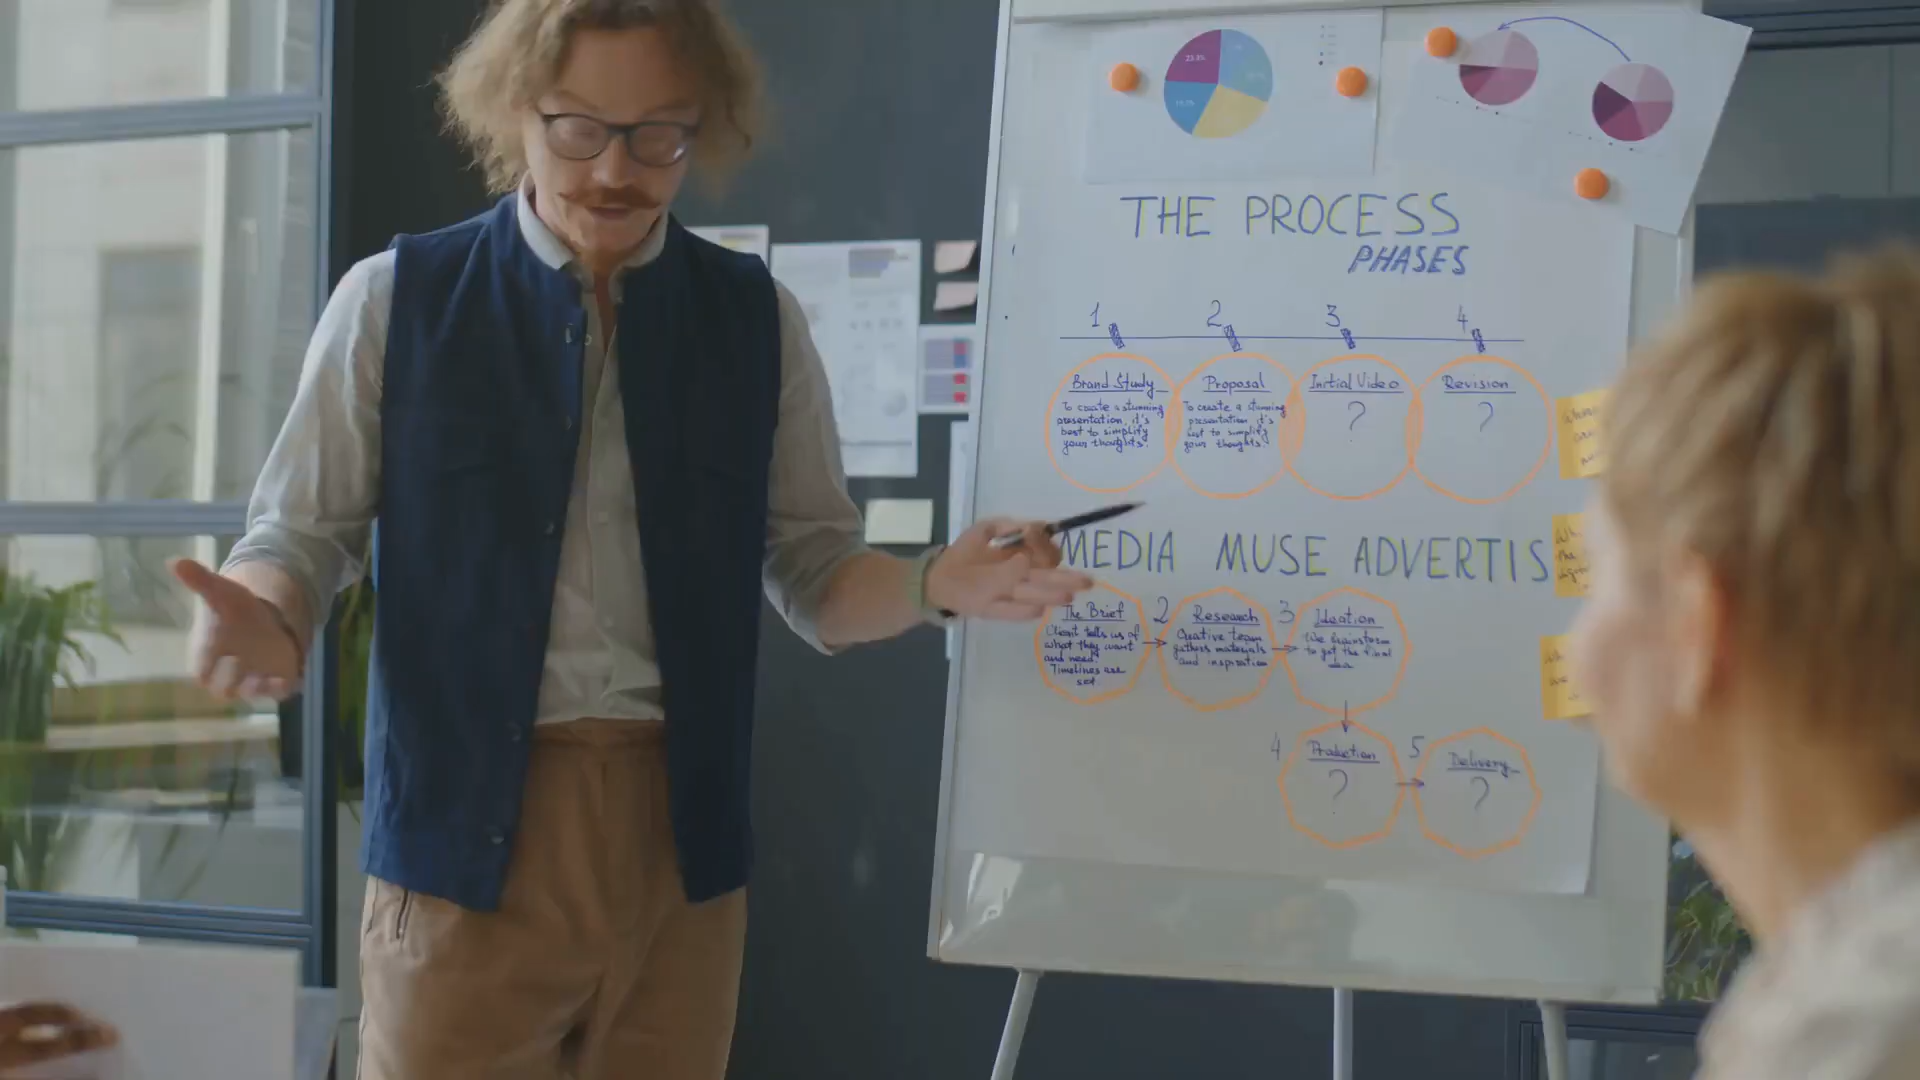 23.8%
THE PROCESS
PHASES
1 2 3 4
Brand Study
To create a stunning
presentation, it's
best to simplify
your thoughts.
Proposal
To create a stunning
presentation it's
best to simplify
your thoughts.
Initial Video
?
Revision
?
MEDIA MUSE ADVERTIS
The Brief
Client tells us of
what they want
and need.
Timelines are
set
2
Research
Creative team
gathers materials
and inspiration
3
Ideation
We brainstorm
to get the final
4
Production
?
5
Delivery
?